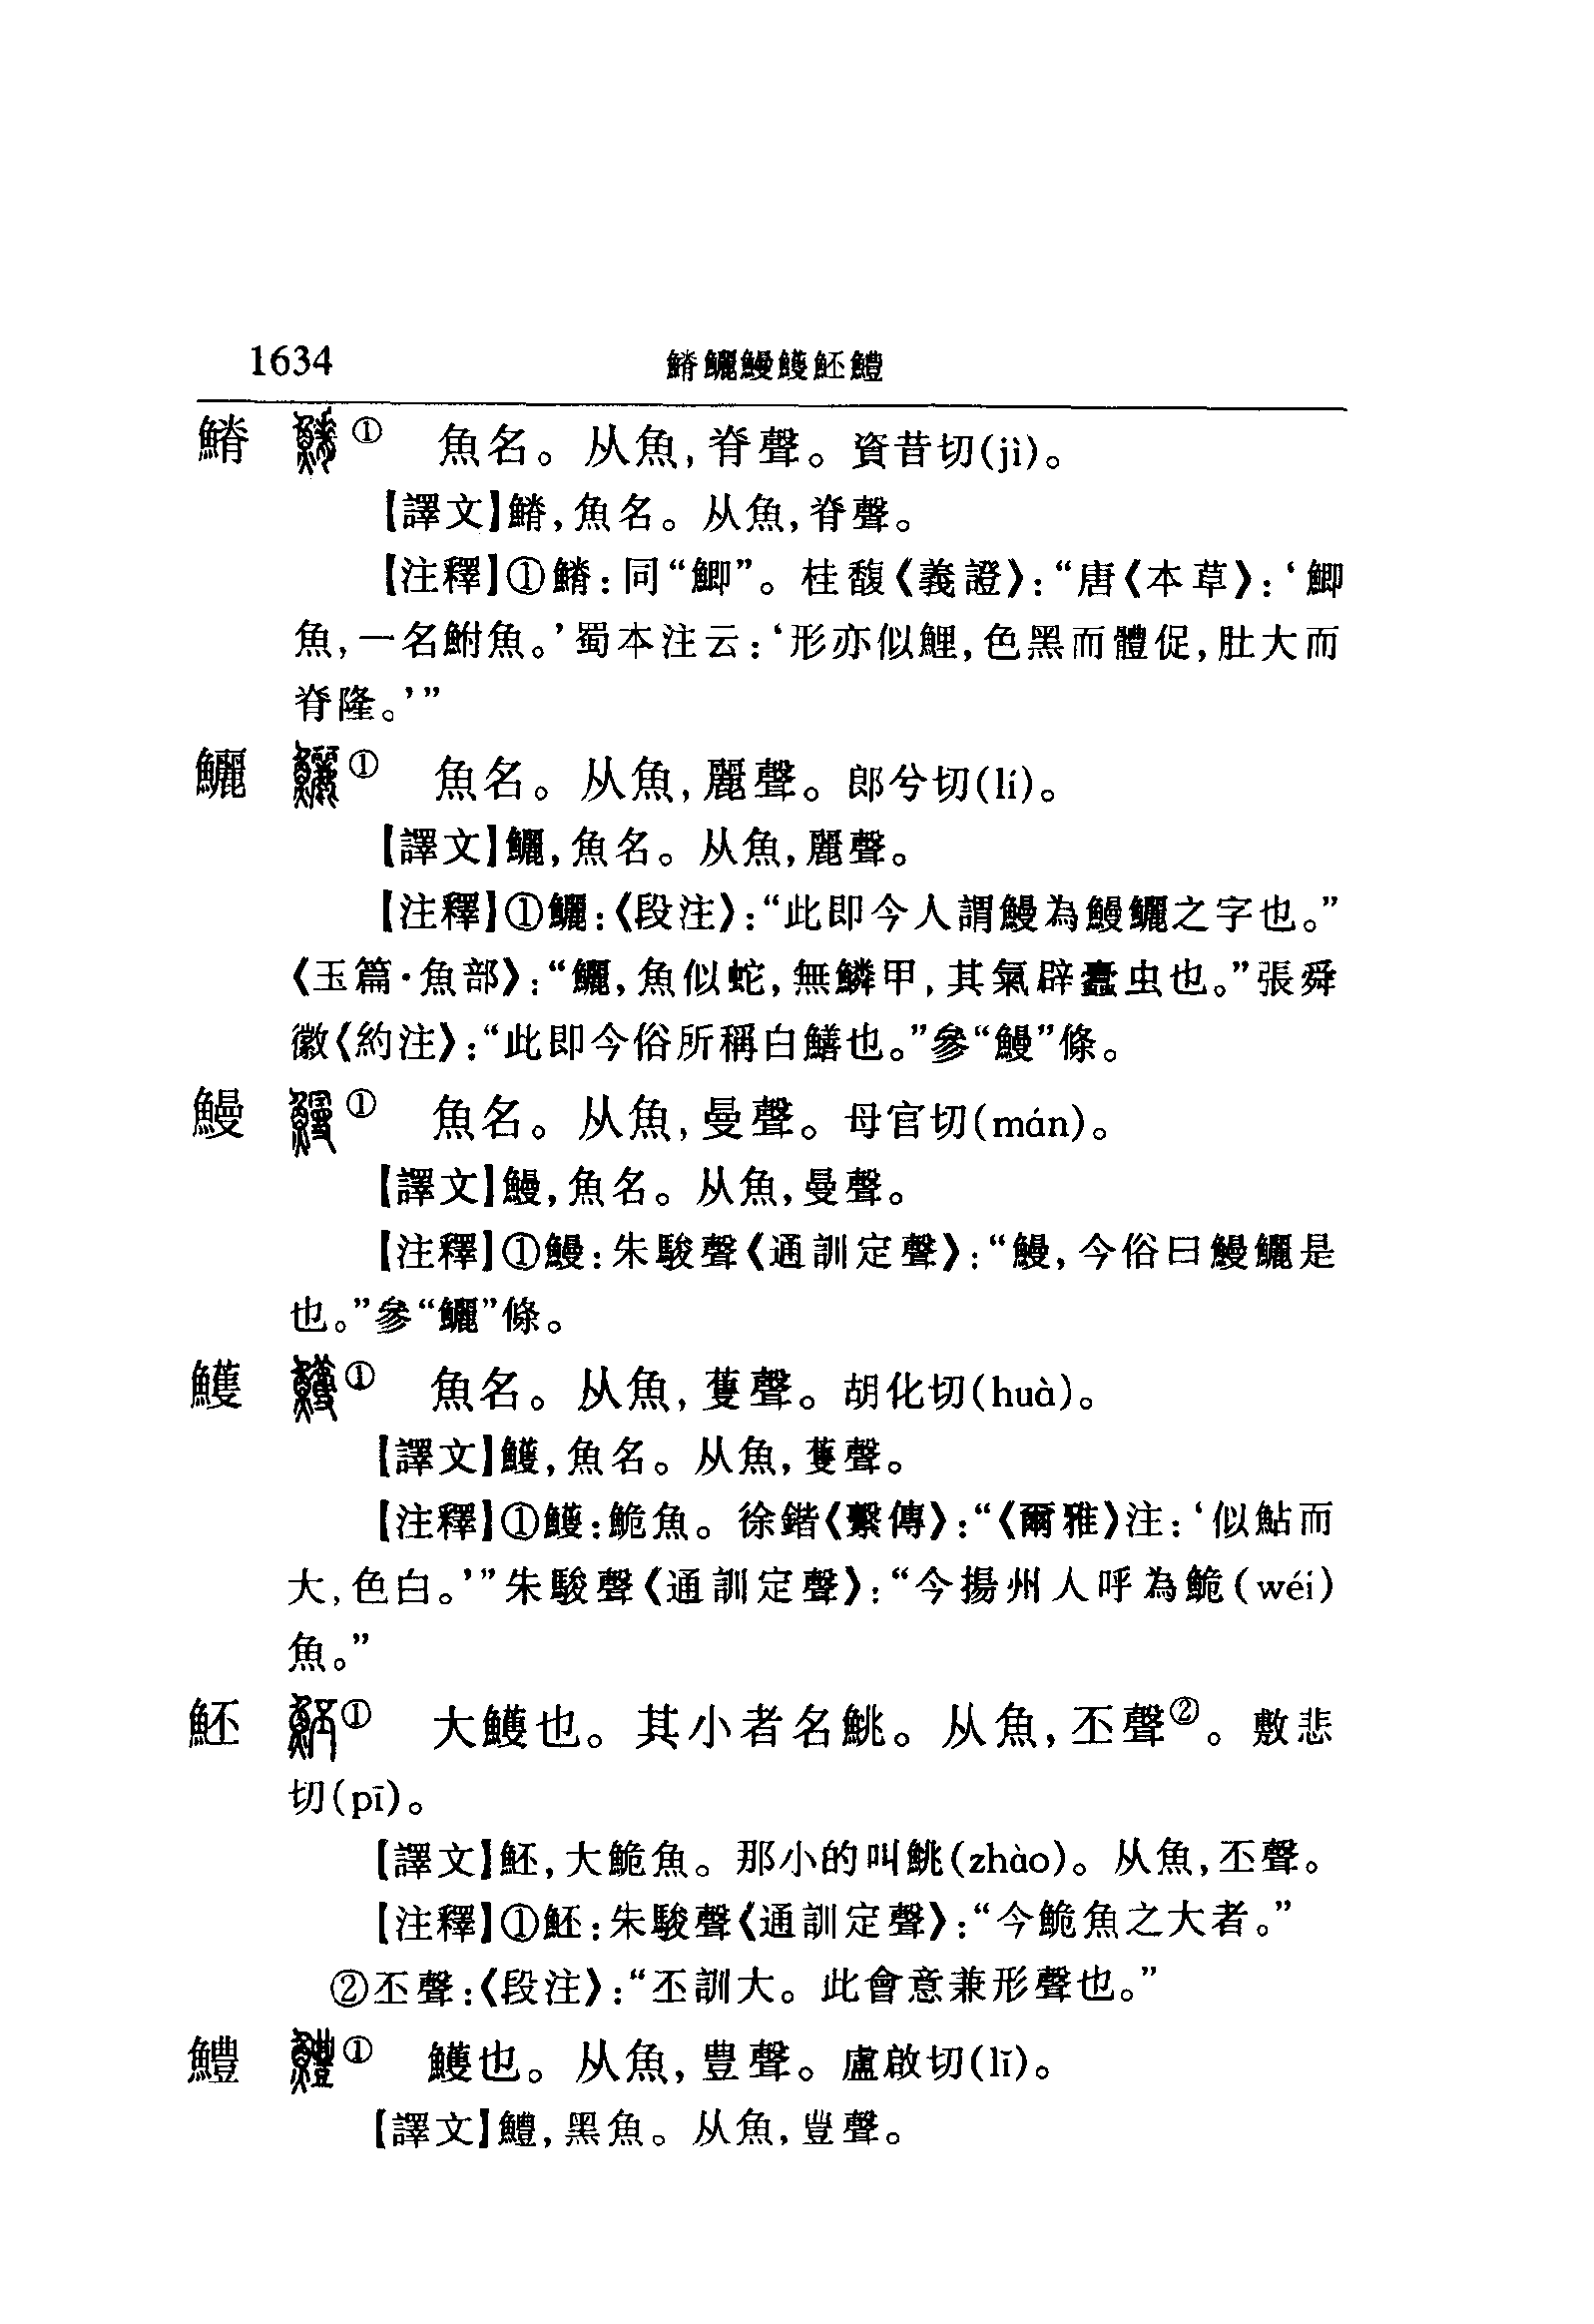 1634 鰿鱺鰻鱯魾鱧
鰿 ① 魚名。从魚,脊聲。資昔切(jì)。
【譯文】鰿,魚名。从魚,脊聲。
【注釋】①鰿:同“鯽”。桂馥《義證》:“唐《本草》:‘鯽
魚,一名鮒魚。’蜀本注云:‘形亦似鯉,色黑而體促,肚大而
脊隆。’”
鱺 ① 魚名。从魚,麗聲。郎兮切(lí)。
【譯文】鱺,魚名。从魚,麗聲。
【注釋】①鱺:《段注》:“此即今人謂鰻為鰻鱺之字也。”
《玉篇·魚部》:“鱺,魚似蛇,無鱗甲,其氣辟蠹虫也。”張舜
徽《約注》:“此即今俗所稱白鱔也。”參“鰻”條。
鰻 ① 魚名。从魚,曼聲。母官切(mán)。
【譯文】鰻,魚名。从魚,曼聲。
【注釋】①鰻:朱駿聲《通訓定聲》:“鰻,今俗曰鰻鱺是
也。”參“鱺”條。
鱯 ① 魚名。从魚,蒦聲。胡化切(huà)。
【譯文】鱯,魚名。从魚,蒦聲。
【注釋】①鱯:鮠魚。徐鍇《繫傳》:“《爾雅》注:‘似鮎而
大,色白。’”朱駿聲《通訓定聲》:“今揚州人呼為鮠(wéi)
魚。”
魾 ① 大鱯也。其小者名鮡。从魚,丕聲②。敷悲
切(pī)。
【譯文】魾,大鮠魚。那小的叫鮡(zhào)。从魚,丕聲。
【注釋】①魾:朱駿聲《通訓定聲》:“今鮠魚之大者。”
②丕聲:《段注》:“丕訓大。此會意兼形聲也。”
鱧 ① 鱯也。从魚,豊聲。盧啟切(lǐ)。
【譯文】鱧,黑魚。从魚,豊聲。